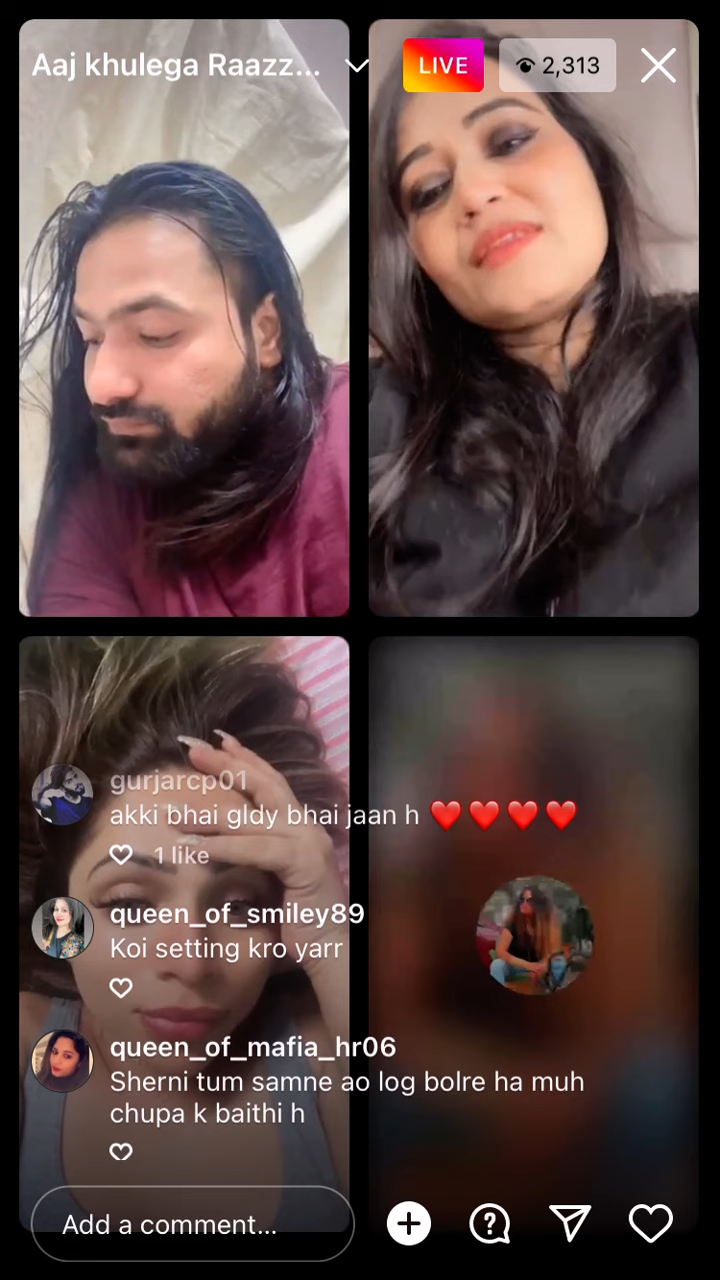 Aaj khulega Raazz...
LIVE
2,313
gurjarcp01
akki bhai gldy bhai jaan h ❤️❤️❤️❤️
1 like
queen_of_smiley89
Koi setting kro yarr
queen_of_mafia_hr06
Sherni tum samne ao log bolre ha muh
chupa k baithi h
Add a comment...